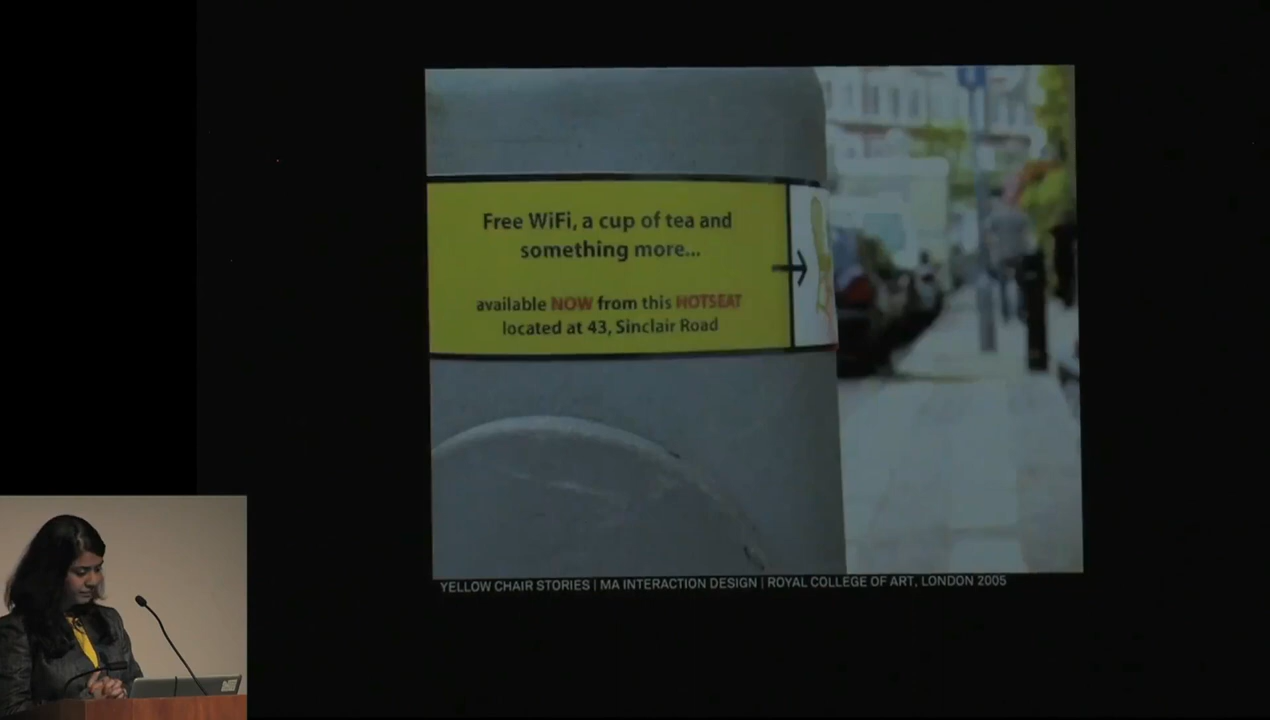 Free WiFi, a cup of tea and
something more...
available NOW from this HOTSEAT
located at 43, Sinclair Road
YELLOW CHAIR STORIES | MA INTERACTION DESIGN | ROYAL COLLEGE OF ART, LONDON 2005